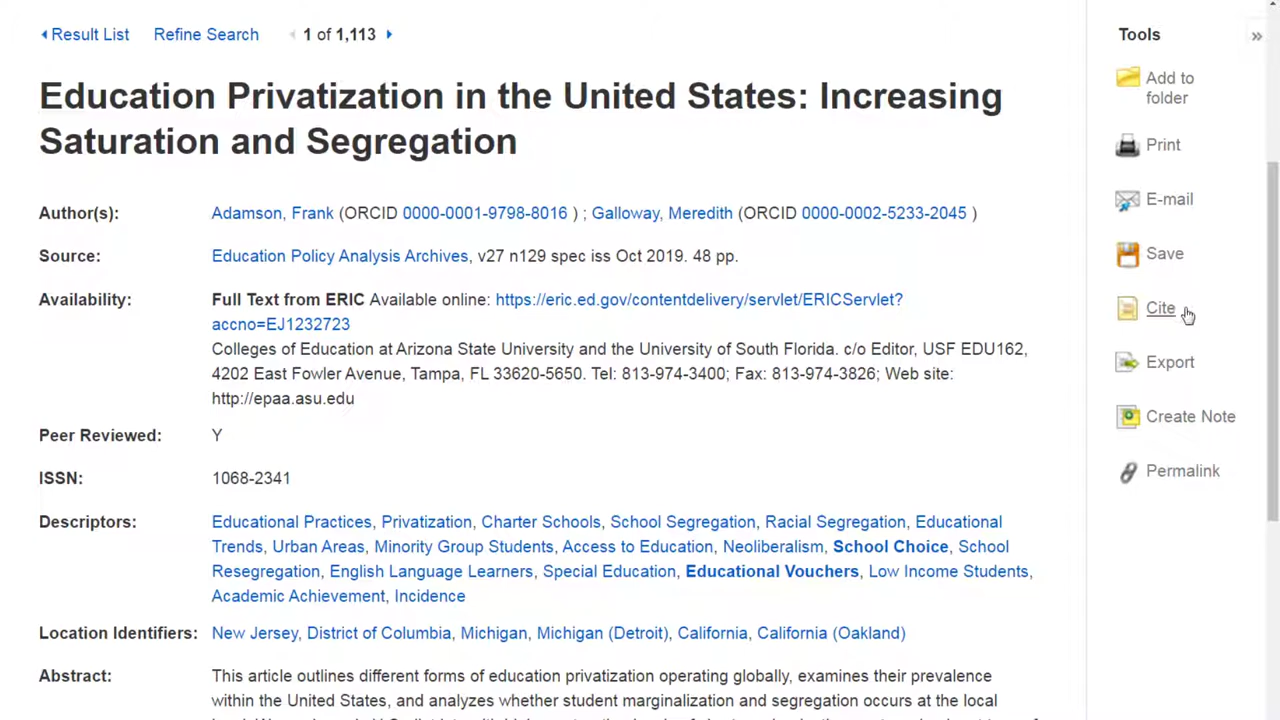 Result List Refine Search 1 of 1,113
Education Privatization in the United States: Increasing
Saturation and Segregation
Author(s): Adamson, Frank (ORCID 0000-0001-9798-8016 ) ; Galloway, Meredith (ORCID 0000-0002-5233-2045 )
Source: Education Policy Analysis Archives, v27 n129 spec iss Oct 2019. 48 pp.
Availability: Full Text from ERIC Available online: https://eric.ed.gov/contentdelivery/servlet/ERICServlet?
accno=EJ1232723
Colleges of Education at Arizona State University and the University of South Florida. c/o Editor, USF EDU162,
4202 East Fowler Avenue, Tampa, FL 33620-5650. Tel: 813-974-3400; Fax: 813-974-3826; Web site:
http://epaa.asu.edu
Peer Reviewed: Y
ISSN: 1068-2341
Descriptors: Educational Practices, Privatization, Charter Schools, School Segregation, Racial Segregation, Educational
Trends, Urban Areas, Minority Group Students, Access to Education, Neoliberalism, School Choice, School
Resegregation, English Language Learners, Special Education, Educational Vouchers, Low Income Students,
Academic Achievement, Incidence
Location Identifiers: New Jersey, District of Columbia, Michigan, Michigan (Detroit), California, California (Oakland)
Abstract: This article outlines different forms of education privatization operating globally, examines their prevalence
within the United States, and analyzes whether student marginalization and segregation occurs at the local
Tools »
Add to
folder
Print
E-mail
Save
Cite
Export
Create Note
Permalink